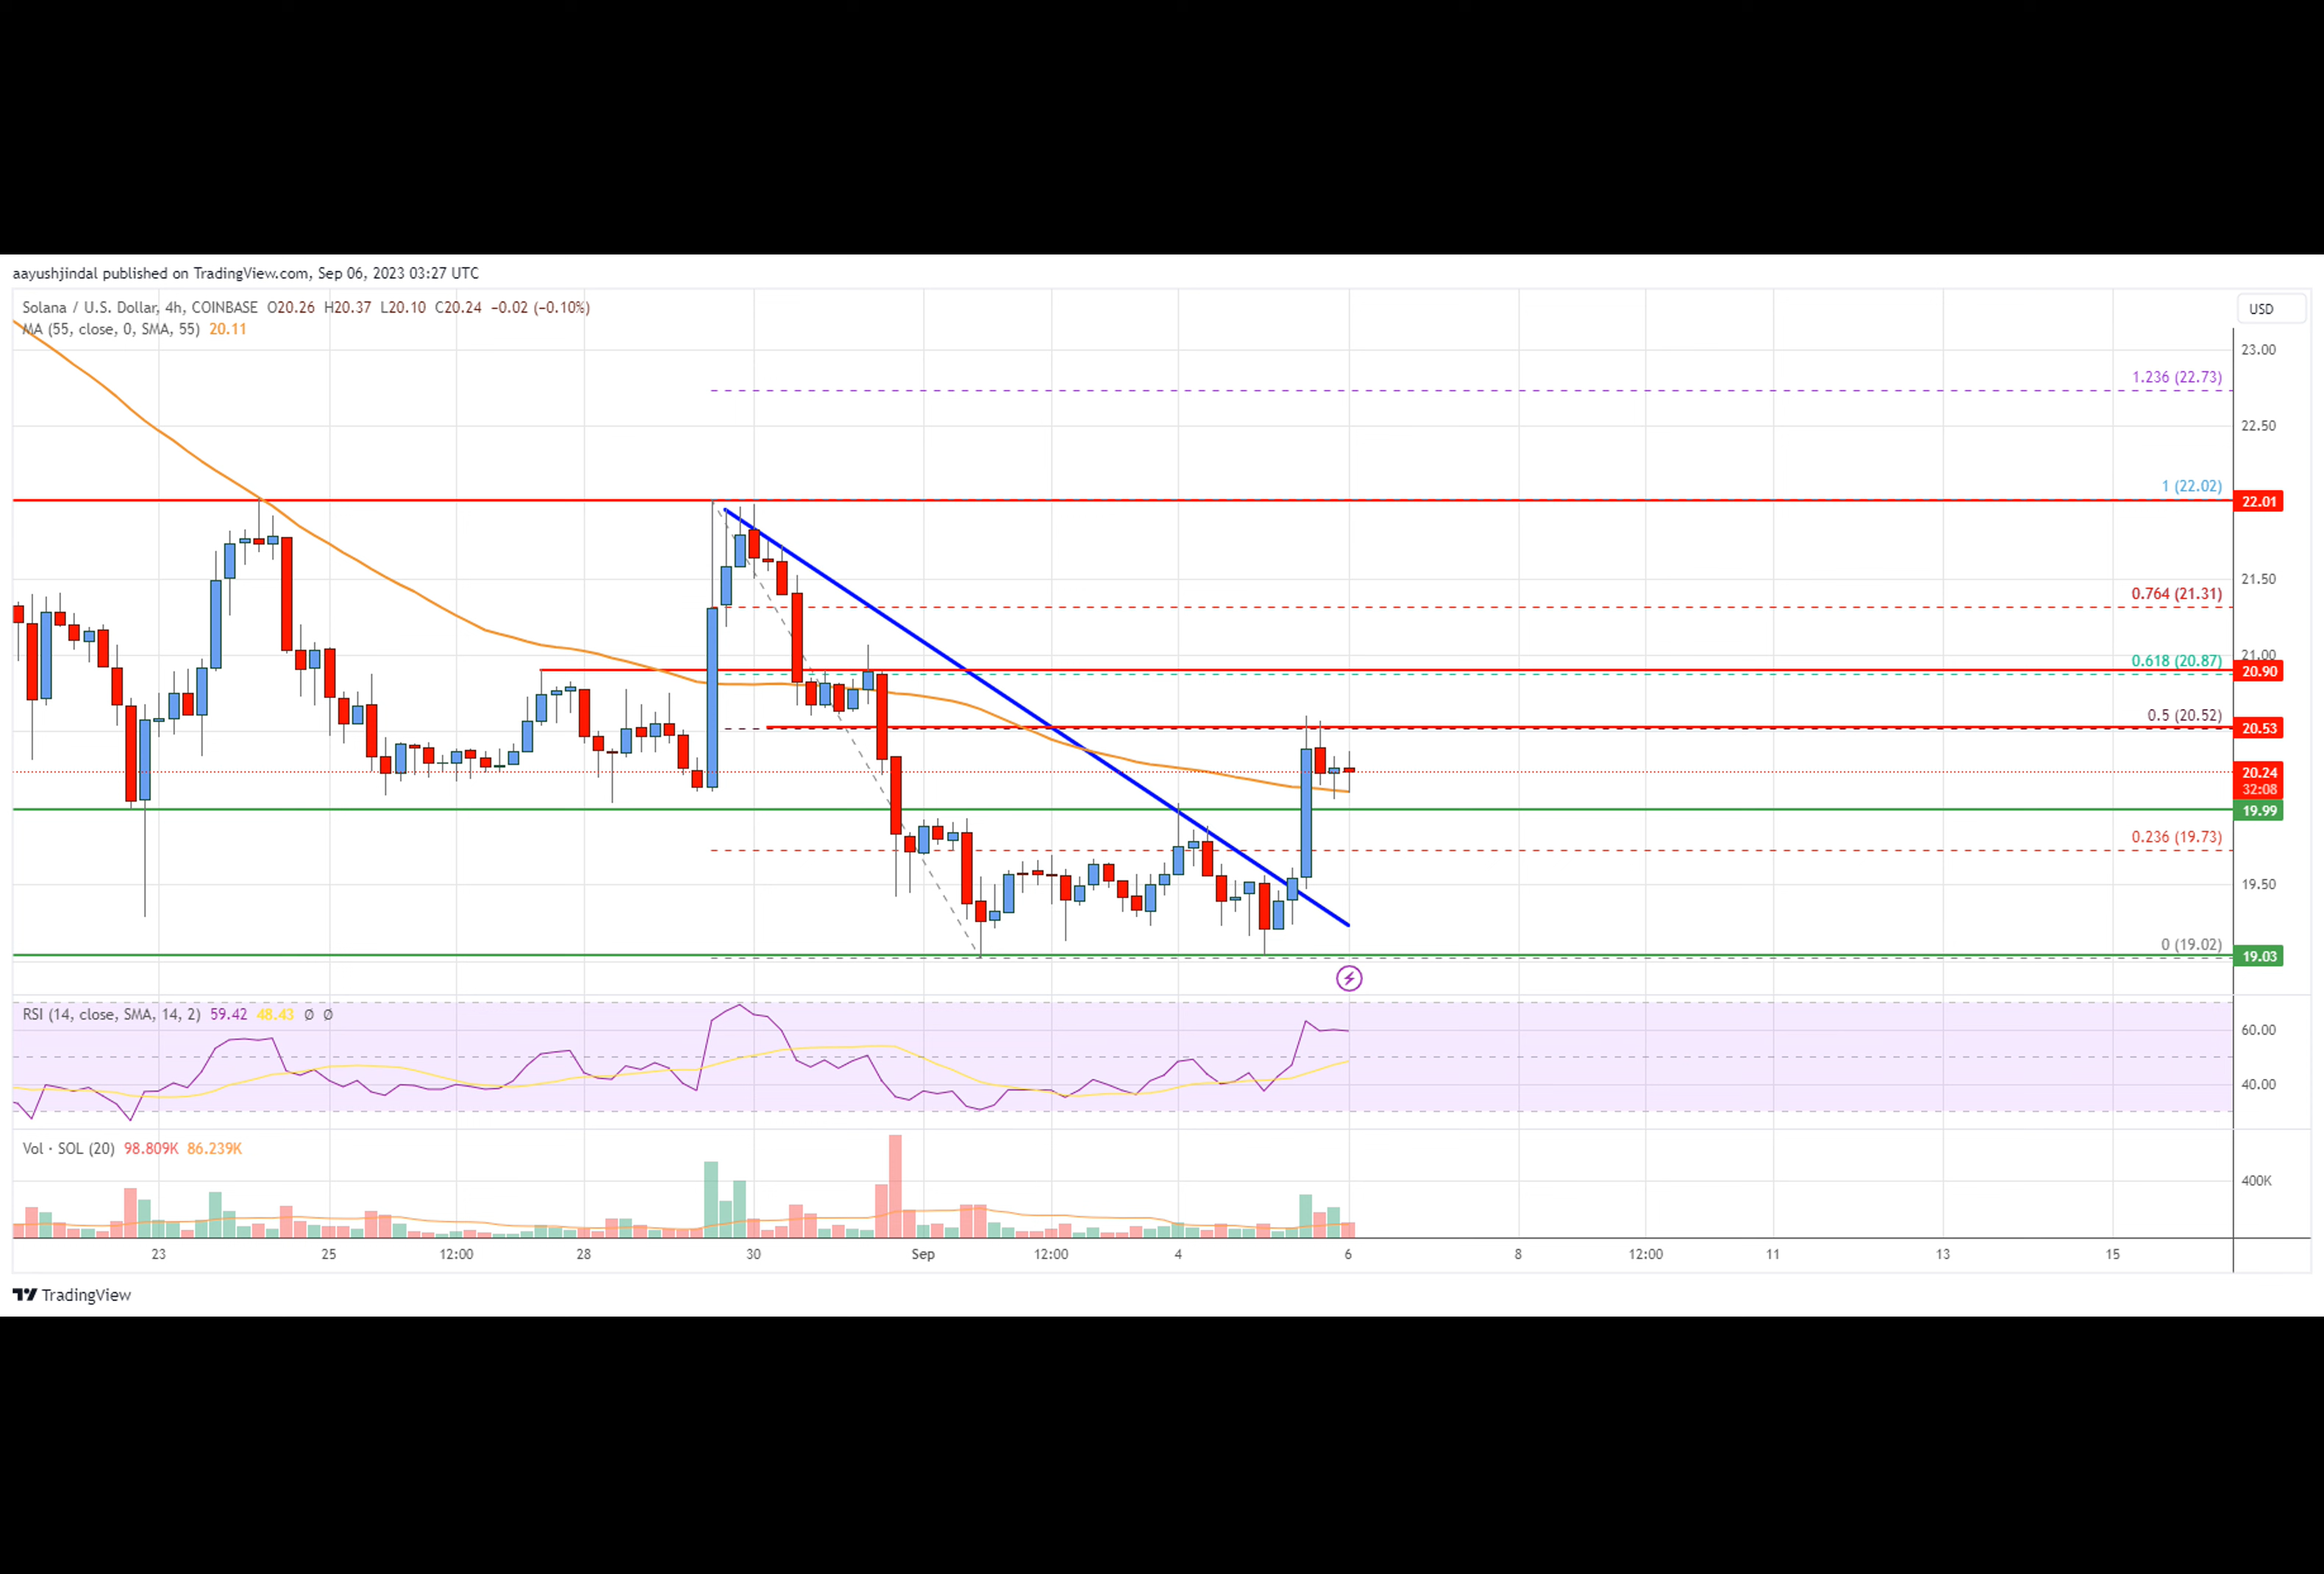 aayushjindal published on TradingView.com, Sep 06, 2023 03:27 UTC
Solana / U.S. Dollar, 4h, COINBASE O20.26 H20.37 L20.10 C20.24 −0.02 (−0.10%)
MA (55, close, 0, SMA, 55) 20.11
USD
23.00
1.236 (22.73)
22.50
1 (22.02)
22.01
21.50
0.764 (21.31)
21.00
0.618 (20.87)
20.90
0.5 (20.52)
20.53
20.24
32:08
19.99
0.236 (19.73)
19.50
0 (19.02)
19.03
RSI (14, close, SMA, 14, 2) 59.42 48.43 Ø Ø
60.00
40.00
Vol · SOL (20) 98.809K 86.239K
400K
23 25 12:00 28 30 Sep 12:00 4 6 8 12:00 11 13 15
TradingView